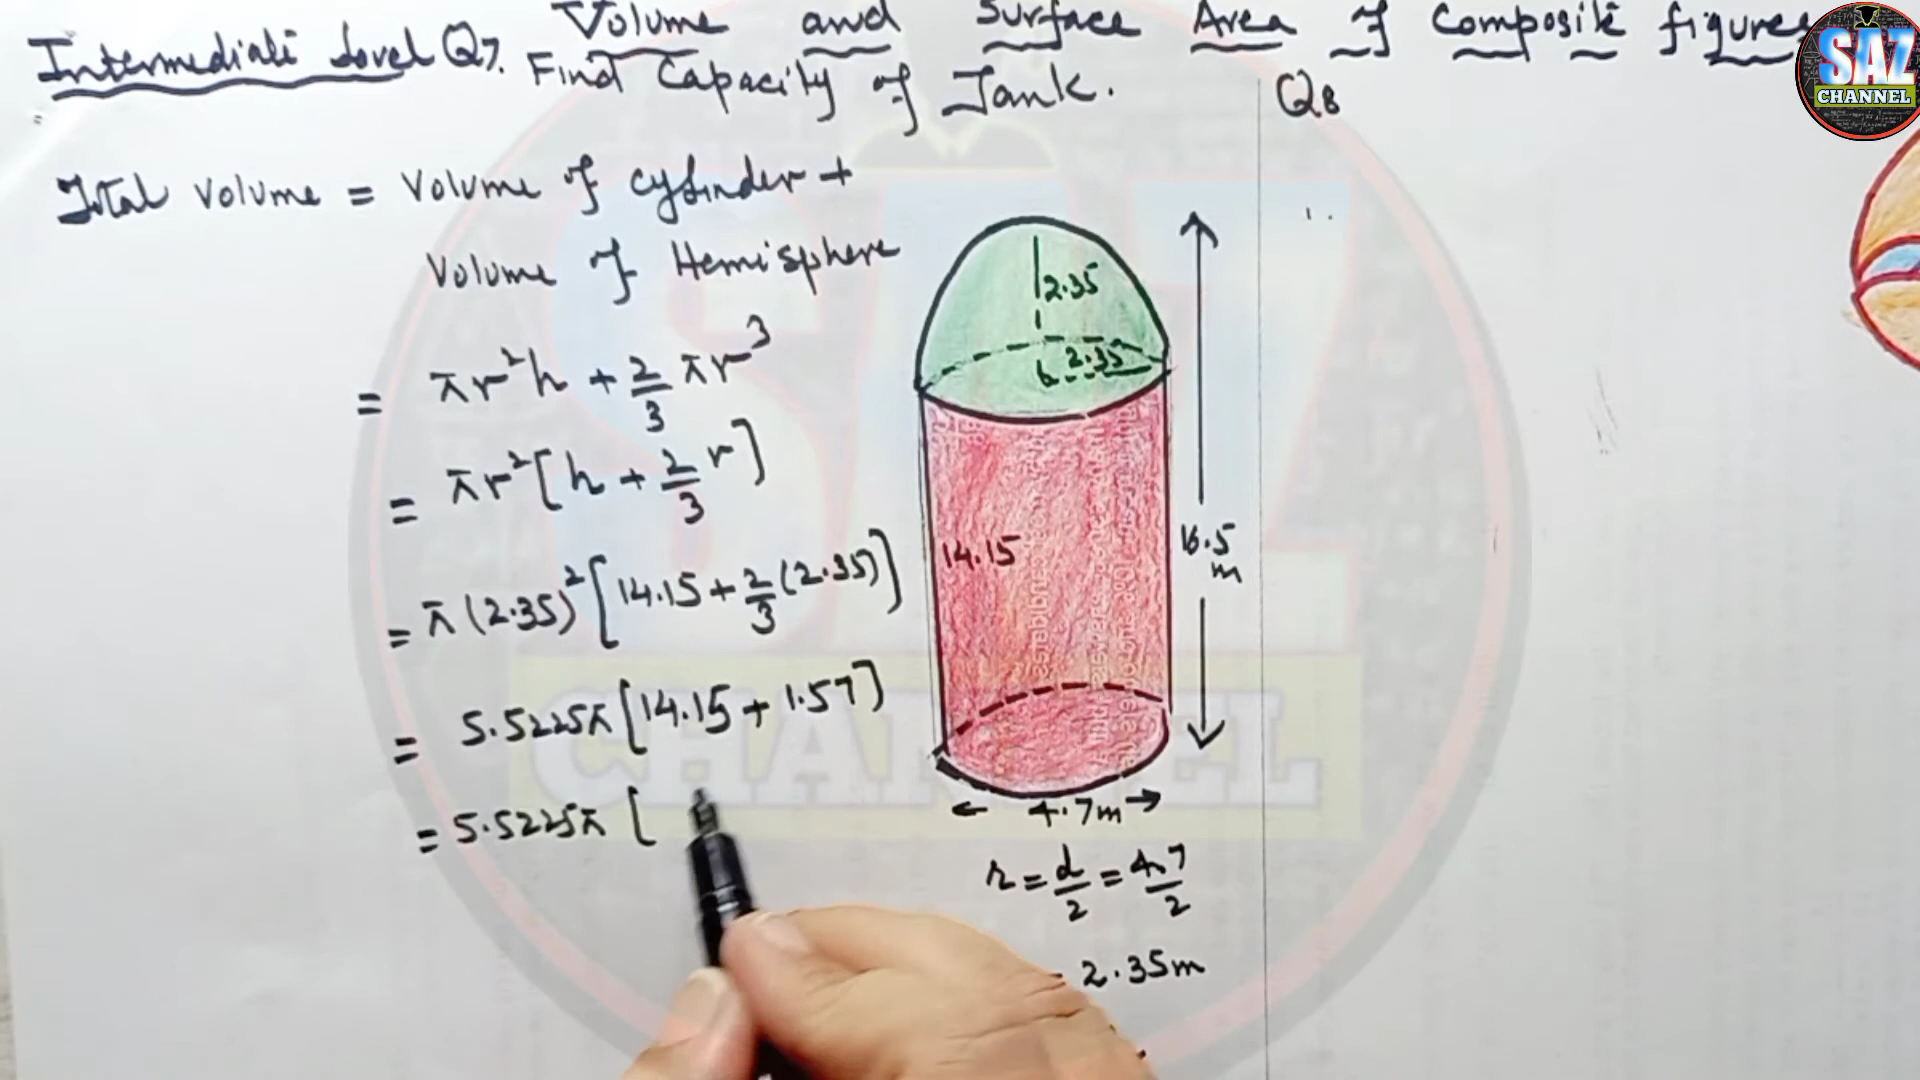 Volume and Surface Area of Composite figures
Intermediate Level Q7. Find Capacity of Tank. Q8
Total Volume = Volume of cylinder +
Volume of Hemisphere
= πr²h + 2/3 πr³
= πr²[h + 2/3 r]
= π(2.35)²[14.15 + 2/3(2.35)]
= 5.5225π[14.15 + 1.57]
= 5.5225π [
2.35
2.35
14.15
16.5
m
4.7m
r = d/2 = 4.7/2
= 2.35m
SAZ
CHANNEL
SAZ
CHANNEL